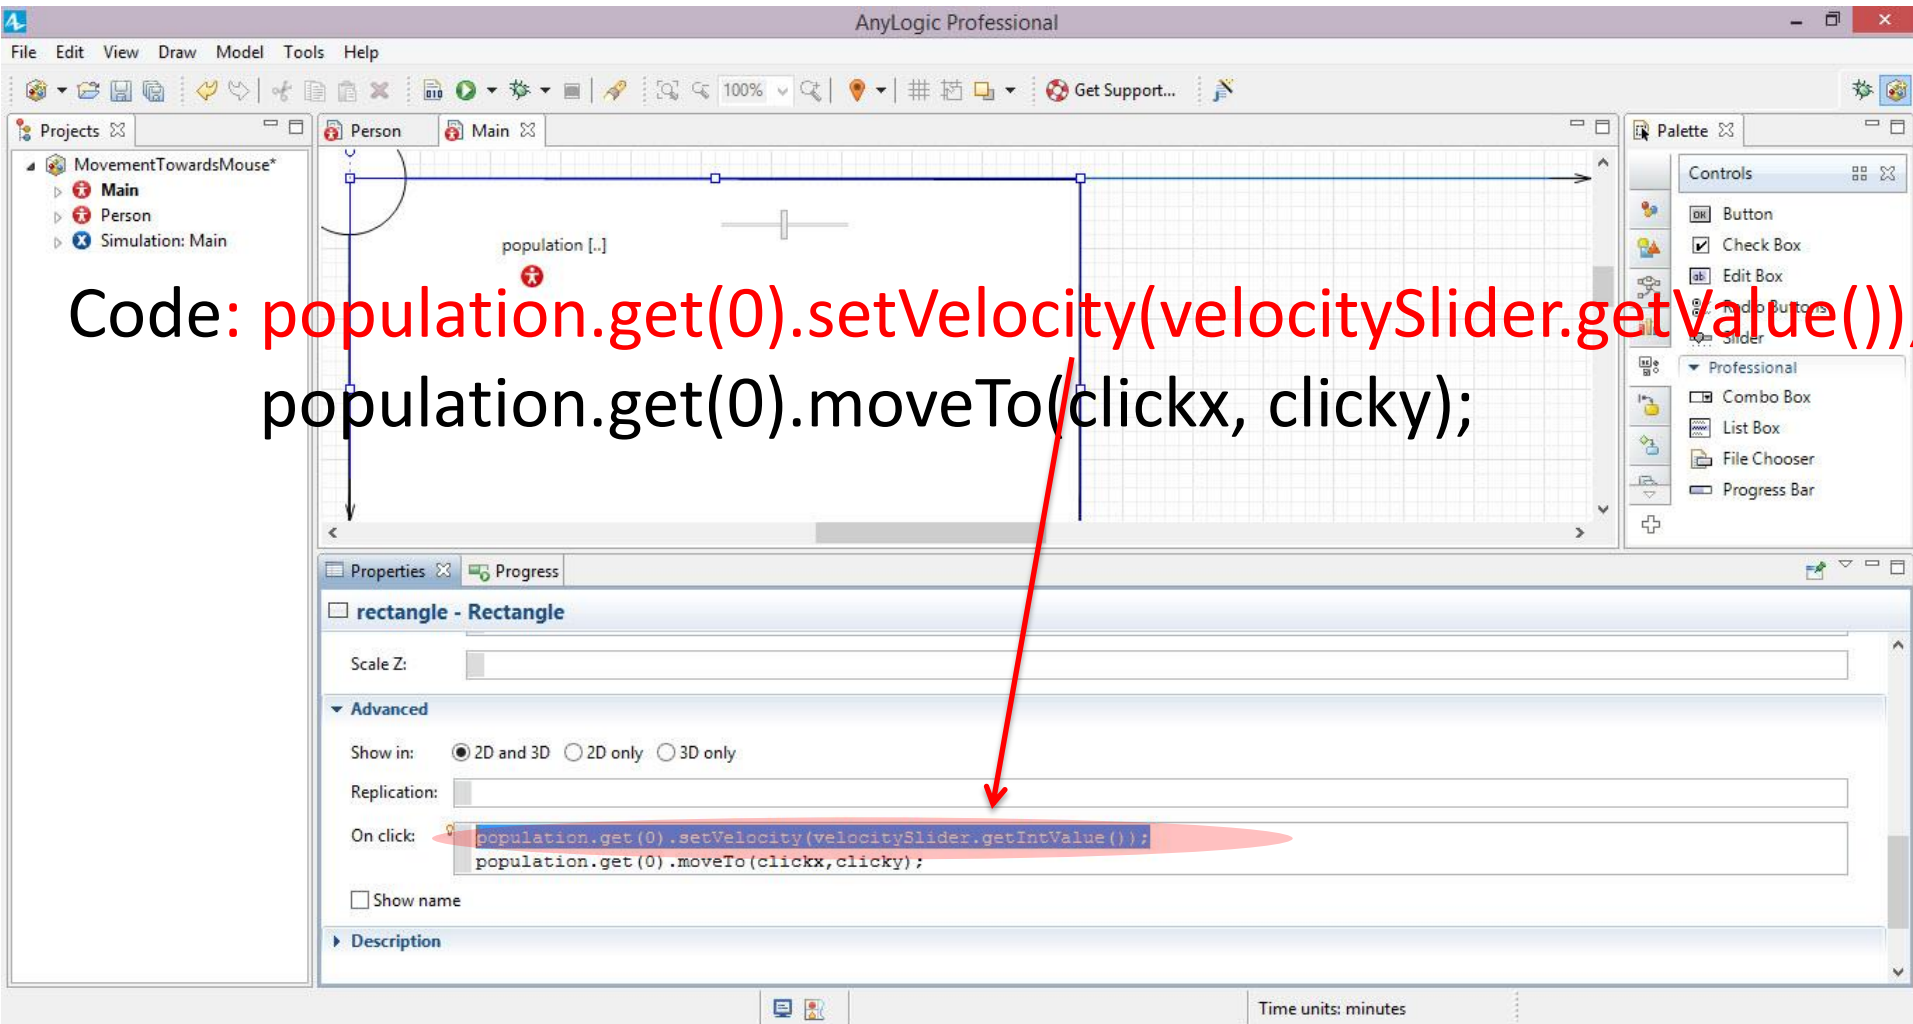 AnyLogic Professional
File Edit View Draw Model Tools Help
100% Get Support...
Projects
Person Main
Palette
MovementTowardsMouse*
Main
Person
Simulation: Main
population [..]
Controls
Button
Check Box
Edit Box
Radio Buttons
Slider
Professional
Combo Box
List Box
File Chooser
Progress Bar
Code: population.get(0).setVelocity(velocitySlider.getValue());
population.get(0).moveTo(clickx, clicky);
Properties Progress
rectangle - Rectangle
Scale Z:
Advanced
Show in: 2D and 3D 2D only 3D only
Replication:
On click: population.get(0).setVelocity(velocitySlider.getIntValue());
population.get(0).moveTo(clickx,clicky);
Show name
Description
Time units: minutes